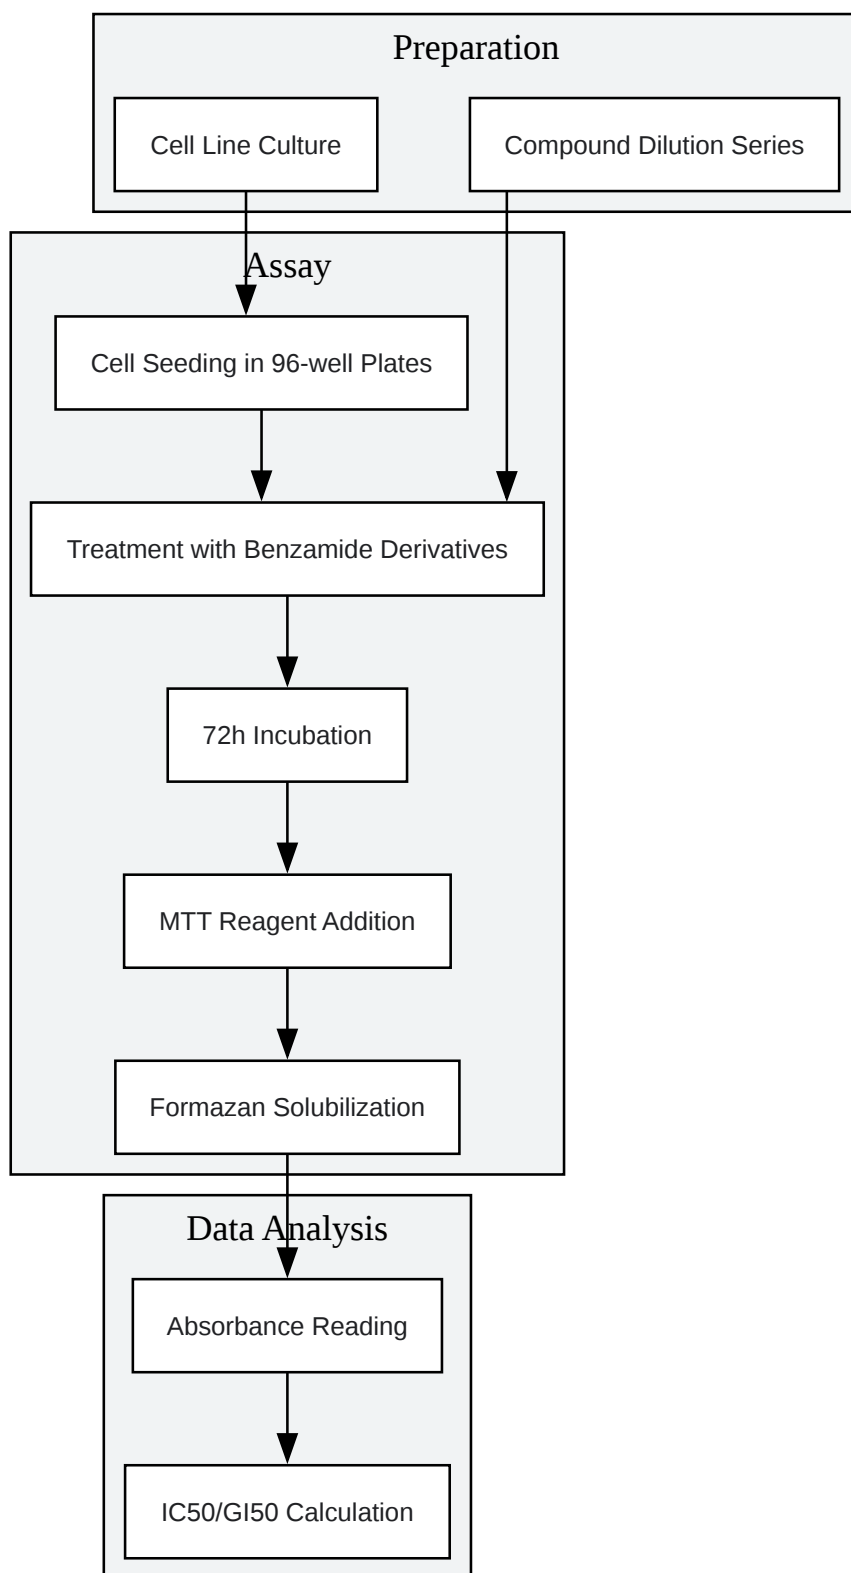 Preparation
Cell Line Culture
Compound Dilution Series
Assay
Cell Seeding in 96-well Plates
Treatment with Benzamide Derivatives
72h Incubation
MTT Reagent Addition
Formazan Solubilization
Data Analysis
Absorbance Reading
IC50/GI50 Calculation